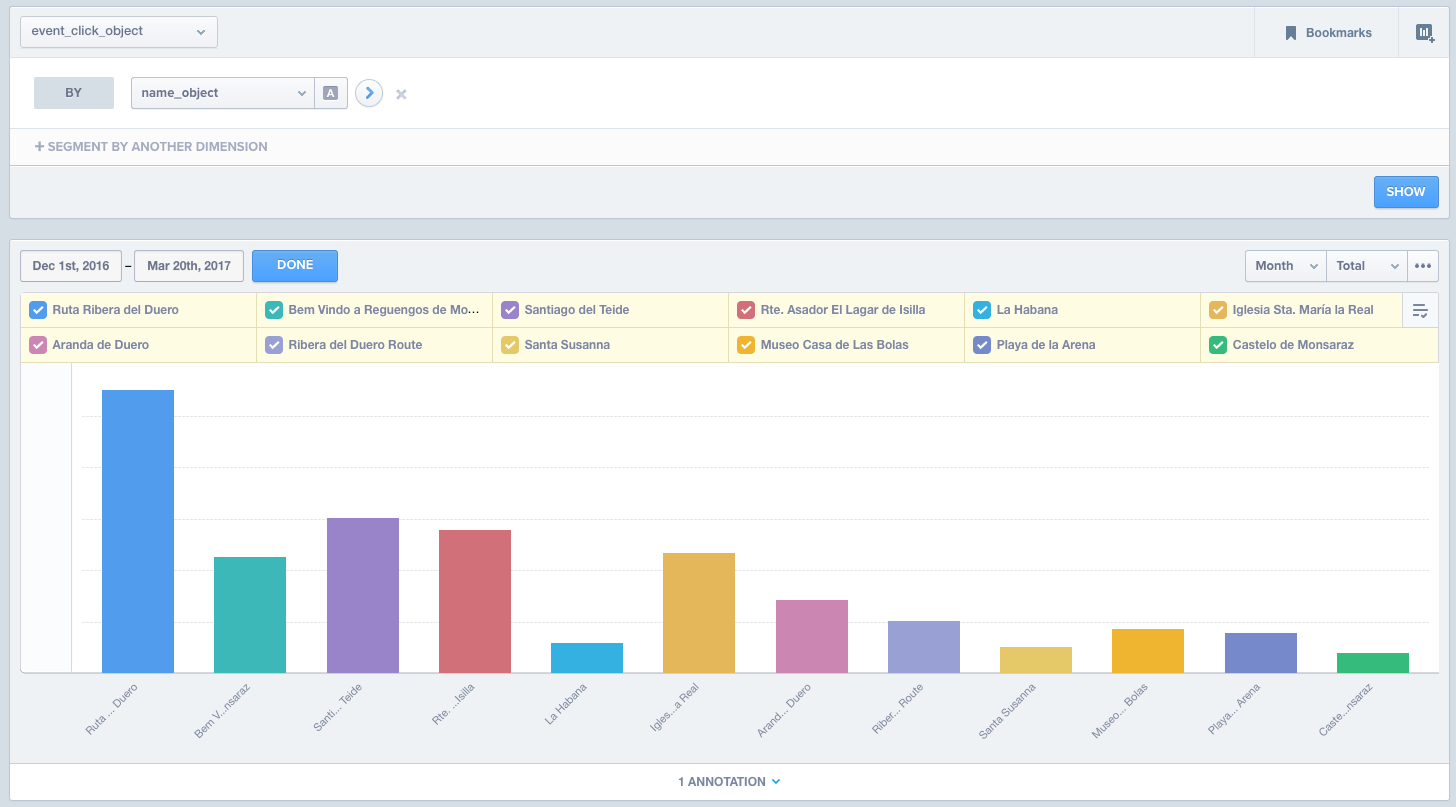 event_click_object
Bookmarks
BY
name_object
A
+ SEGMENT BY ANOTHER DIMENSION
SHOW
Dec 1st, 2016 – Mar 20th, 2017
DONE
Month
Total
Ruta Ribera del Duero
Bem Vindo a Reguengos de Mo...
Santiago del Teide
Rte. Asador El Lagar de Isilla
La Habana
Iglesia Sta. María la Real
Aranda de Duero
Ribera del Duero Route
Santa Susanna
Museo Casa de Las Bolas
Playa de la Arena
Castelo de Monsaraz
Ruta ... Duero
Bem V...nsaraz
Santi... Teide
Rte. ...Isilla
La Habana
Igles...a Real
Arand... Duero
Riber... Route
Santa Susanna
Museo... Bolas
Playa... Arena
Caste...nsaraz
1 ANNOTATION